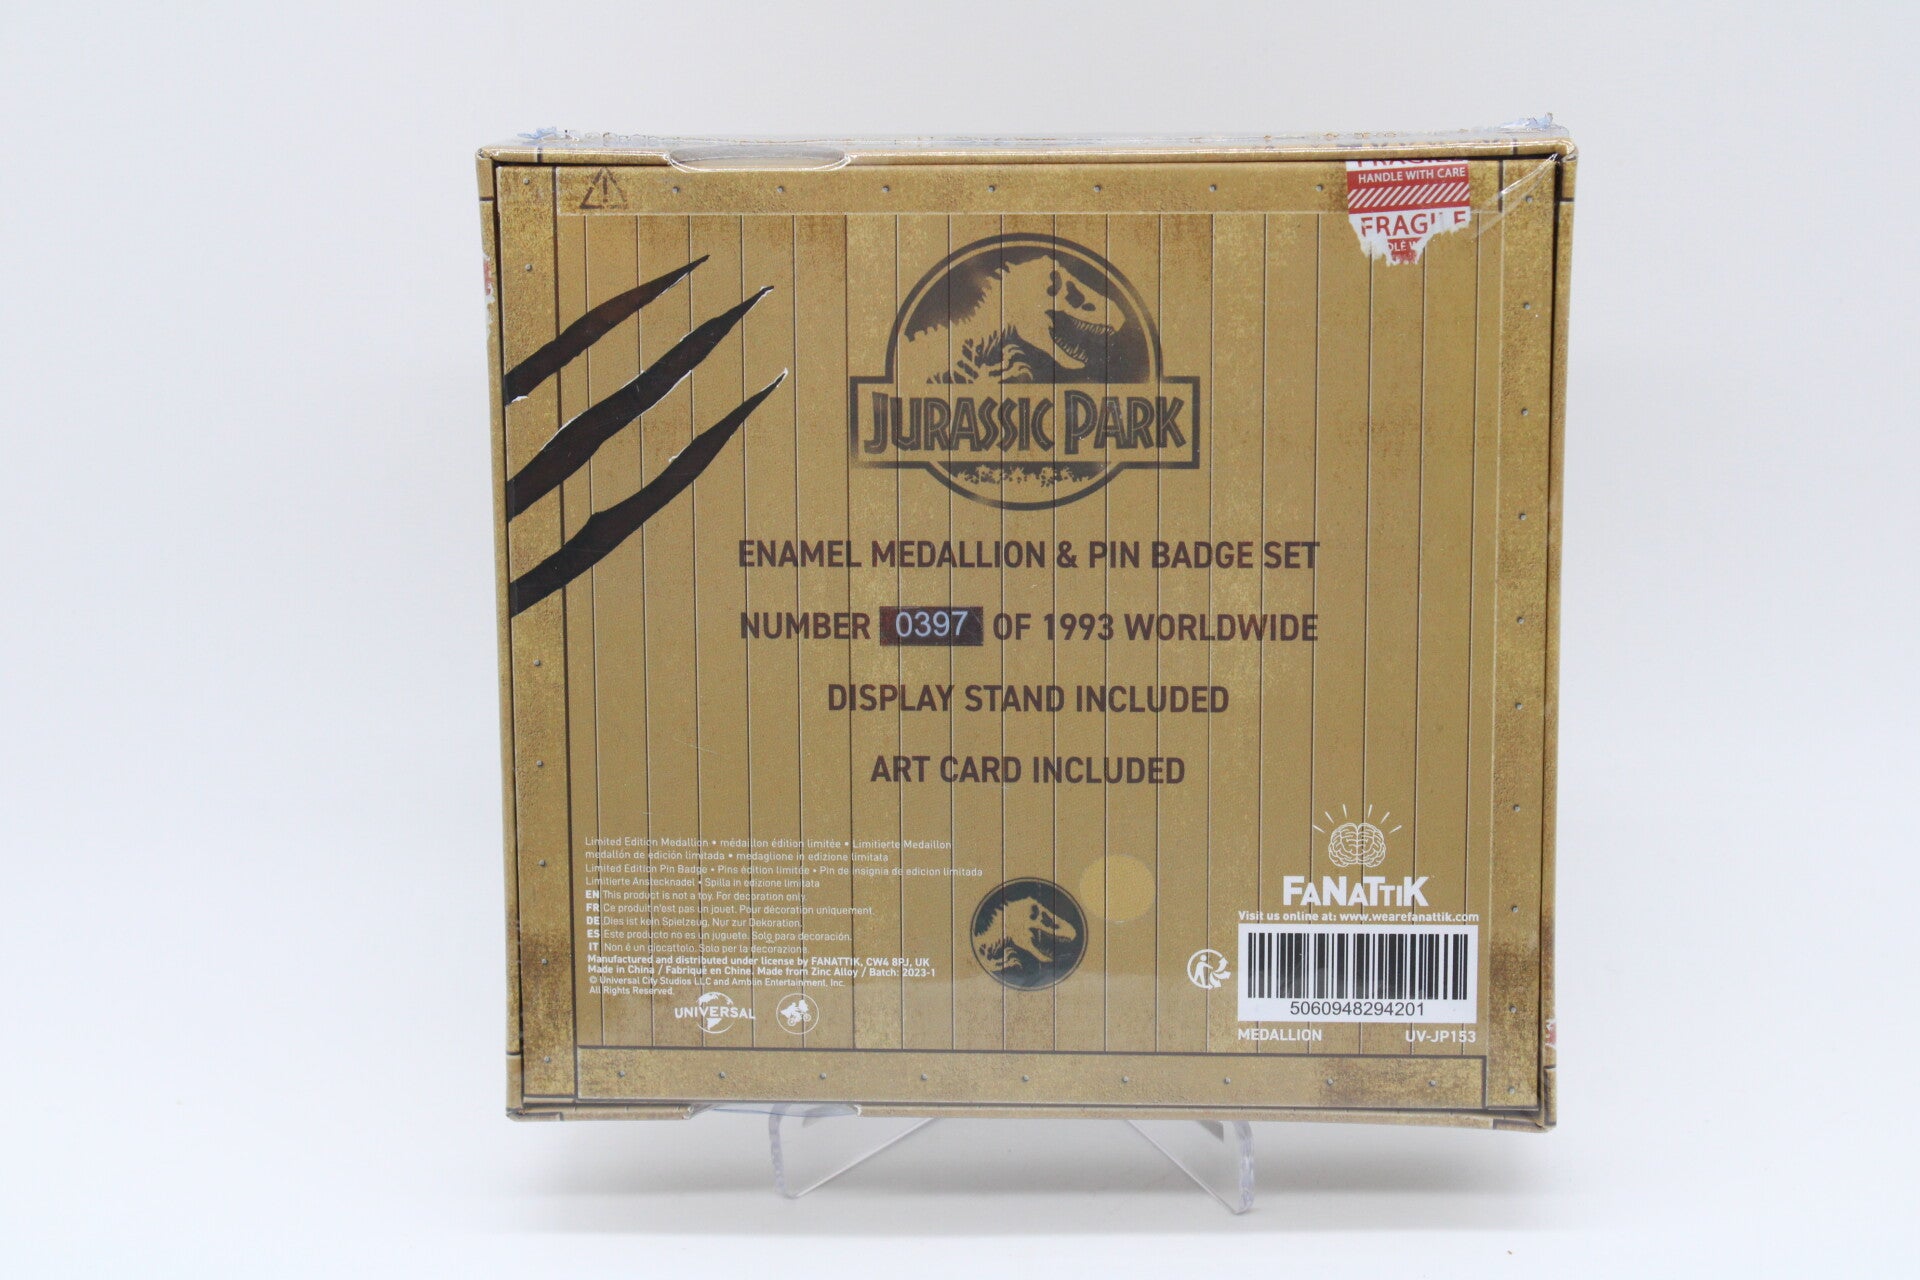 HANDLE WITH CARE
FRAGILE
JURASSIC PARK
ENAMEL MEDALLION & PIN BADGE SET
NUMBER 0397 OF 1993 WORLDWIDE
DISPLAY STAND INCLUDED
ART CARD INCLUDED
Limited Edition Medallion • médaillon édition limitée • Limitierte Medaillon
medallón de edición limitada • medaglione in edizione limitata
Limited Edition Pin Badge • Pins édition limitée • Pin de insignia de edicion limitada
Limitierte Anstecknadel • Spilla in edizione limitata
EN This product is not a toy. For decoration only.
FR Ce produit n'est pas un jouet. Pour décoration uniquement.
DE Dies ist kein Spielzeug. Nur zur Dekoration.
ES Este producto no es un juguete. Solo para decoración.
IT Non é un giocattolo. Solo per la decorazione.
Manufactured and distributed under license by FANATTIK, CW4 8PJ, UK
Made in China / Fabriqué en Chine. Made from Zinc Alloy / Batch: 2023-1
© Universal City Studios LLC and Amblin Entertainment, Inc.
All Rights Reserved.
UNIVERSAL
FANATTIK
Visit us online at: www.wearefanattik.com
5060948294201
MEDALLION UV-JP153